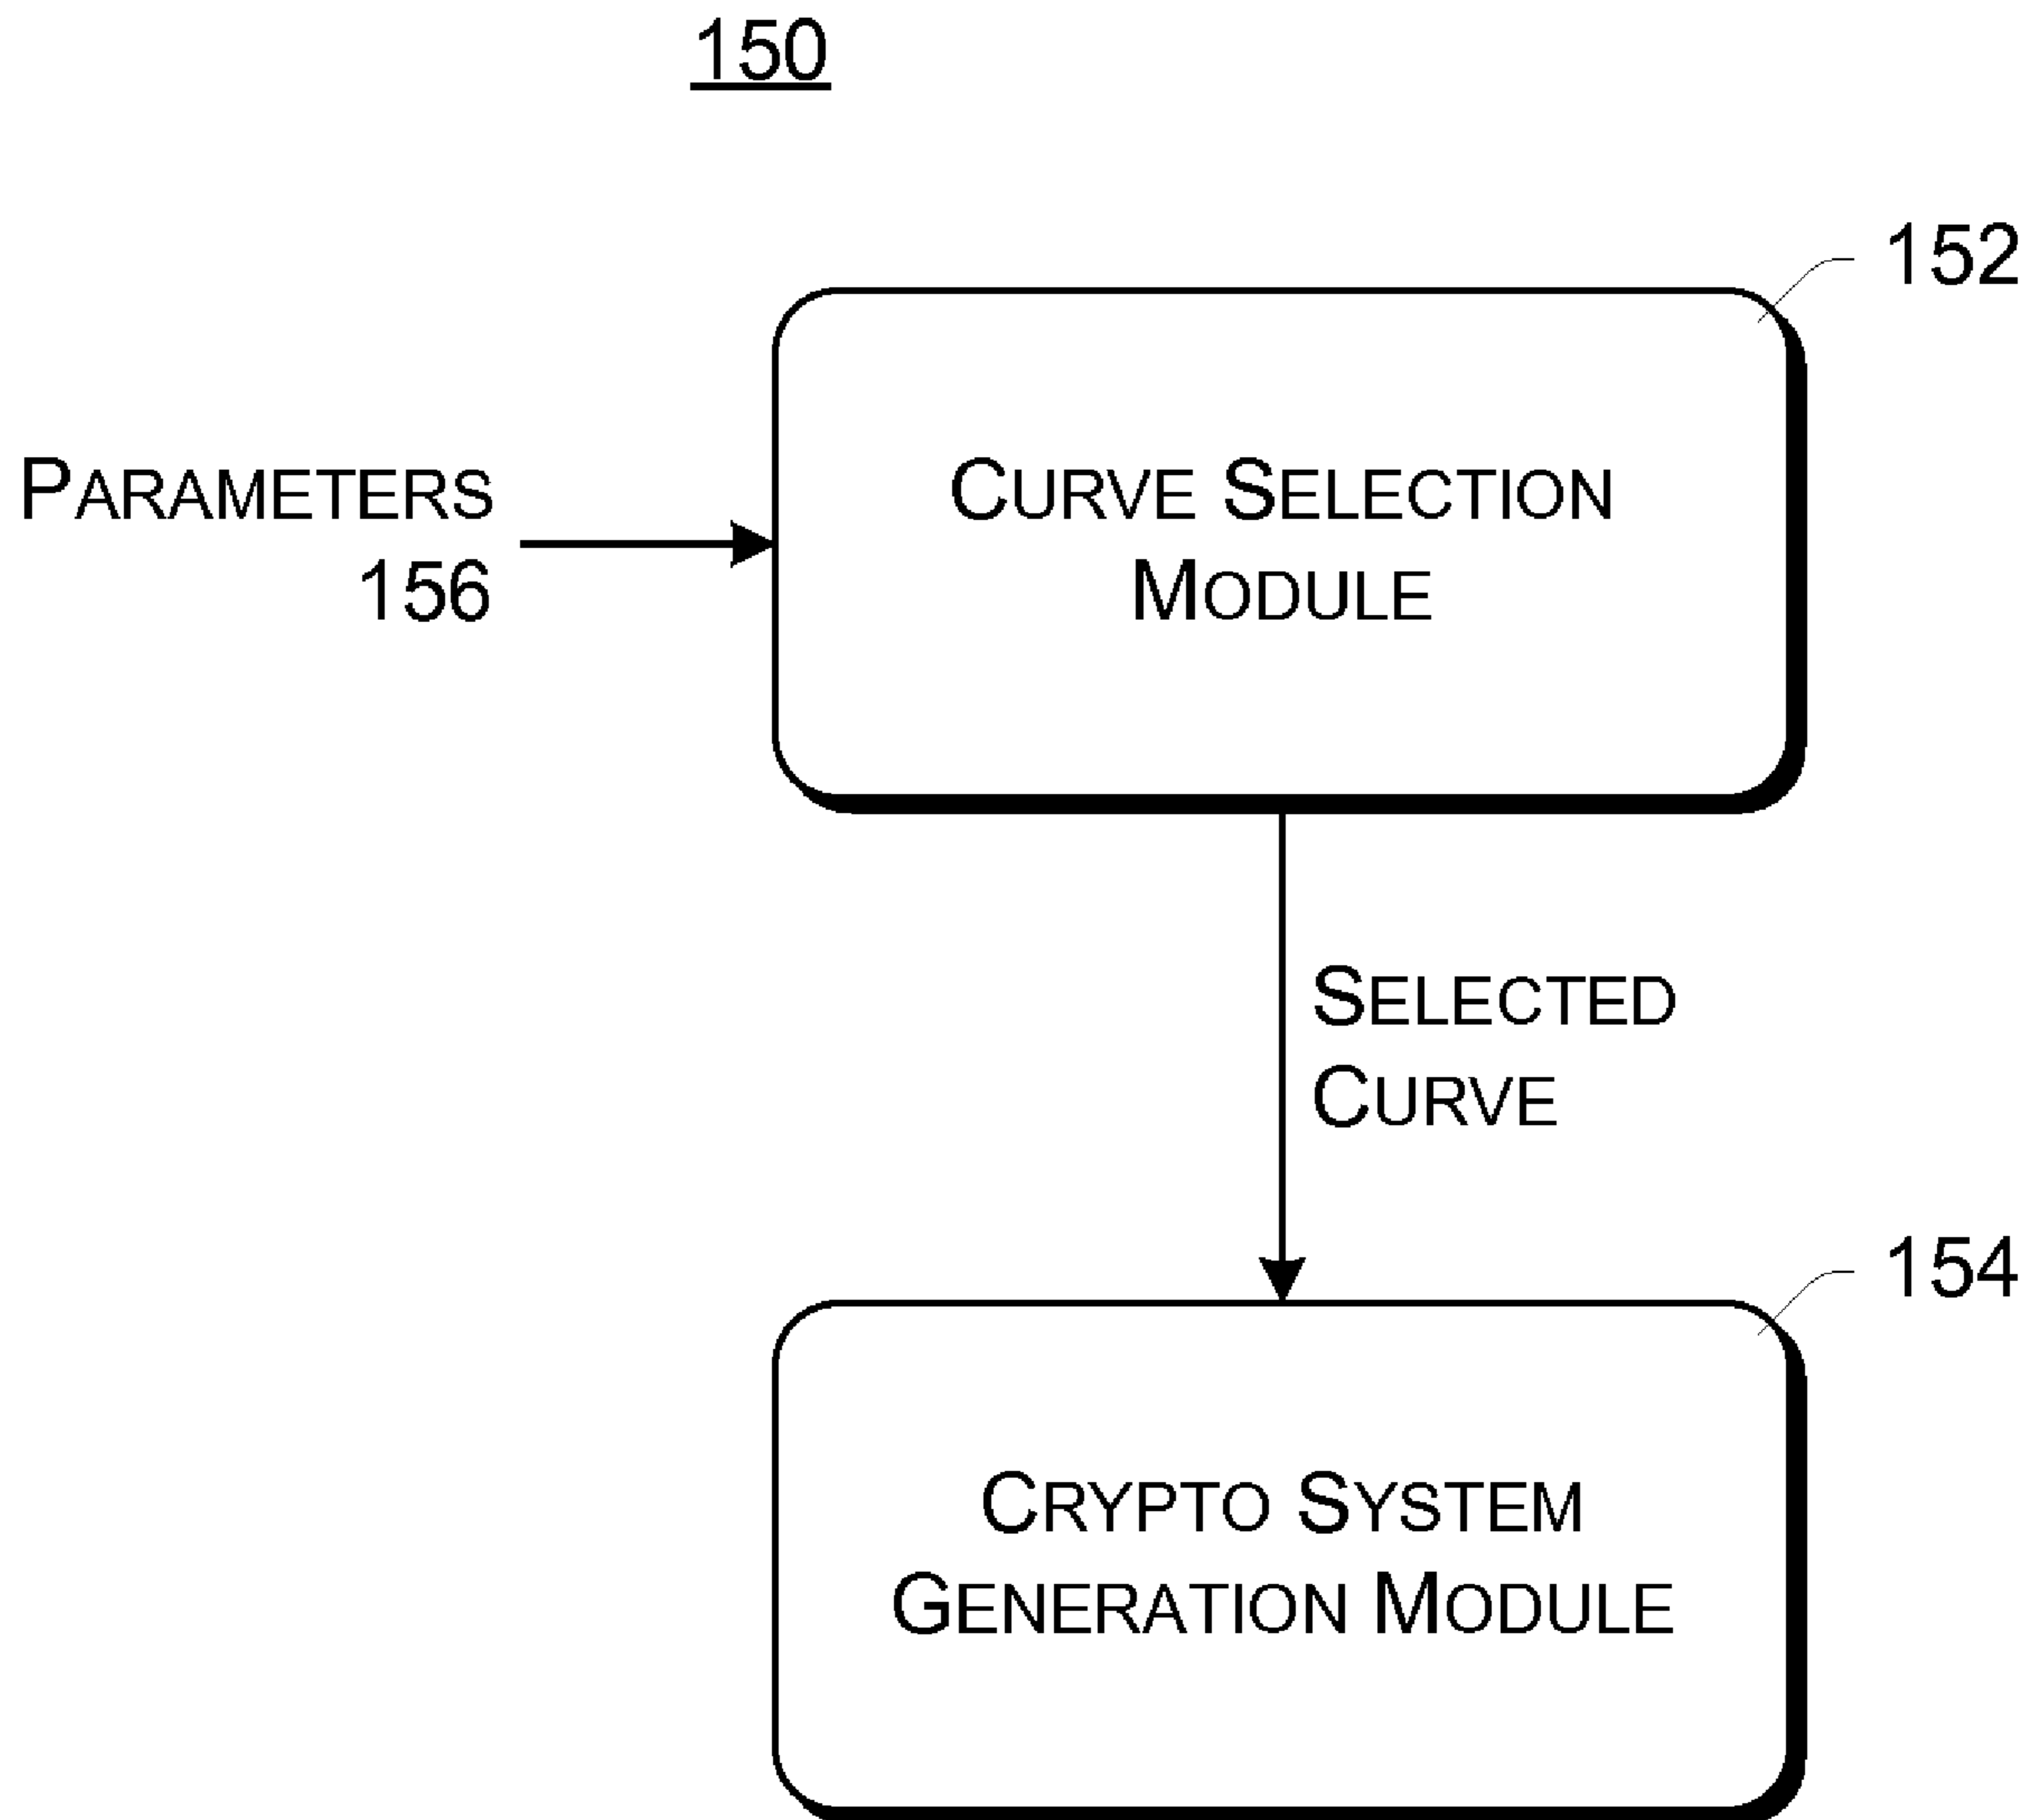 150
152
PARAMETERS
156
CURVE SELECTION
MODULE
SELECTED
CURVE
154
CRYPTO SYSTEM
GENERATION MODULE